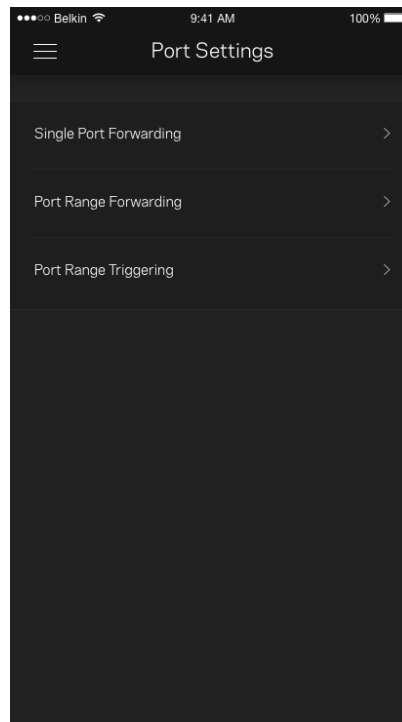 Belkin 9:41 AM 100%
Port Settings
Single Port Forwarding
Port Range Forwarding
Port Range Triggering